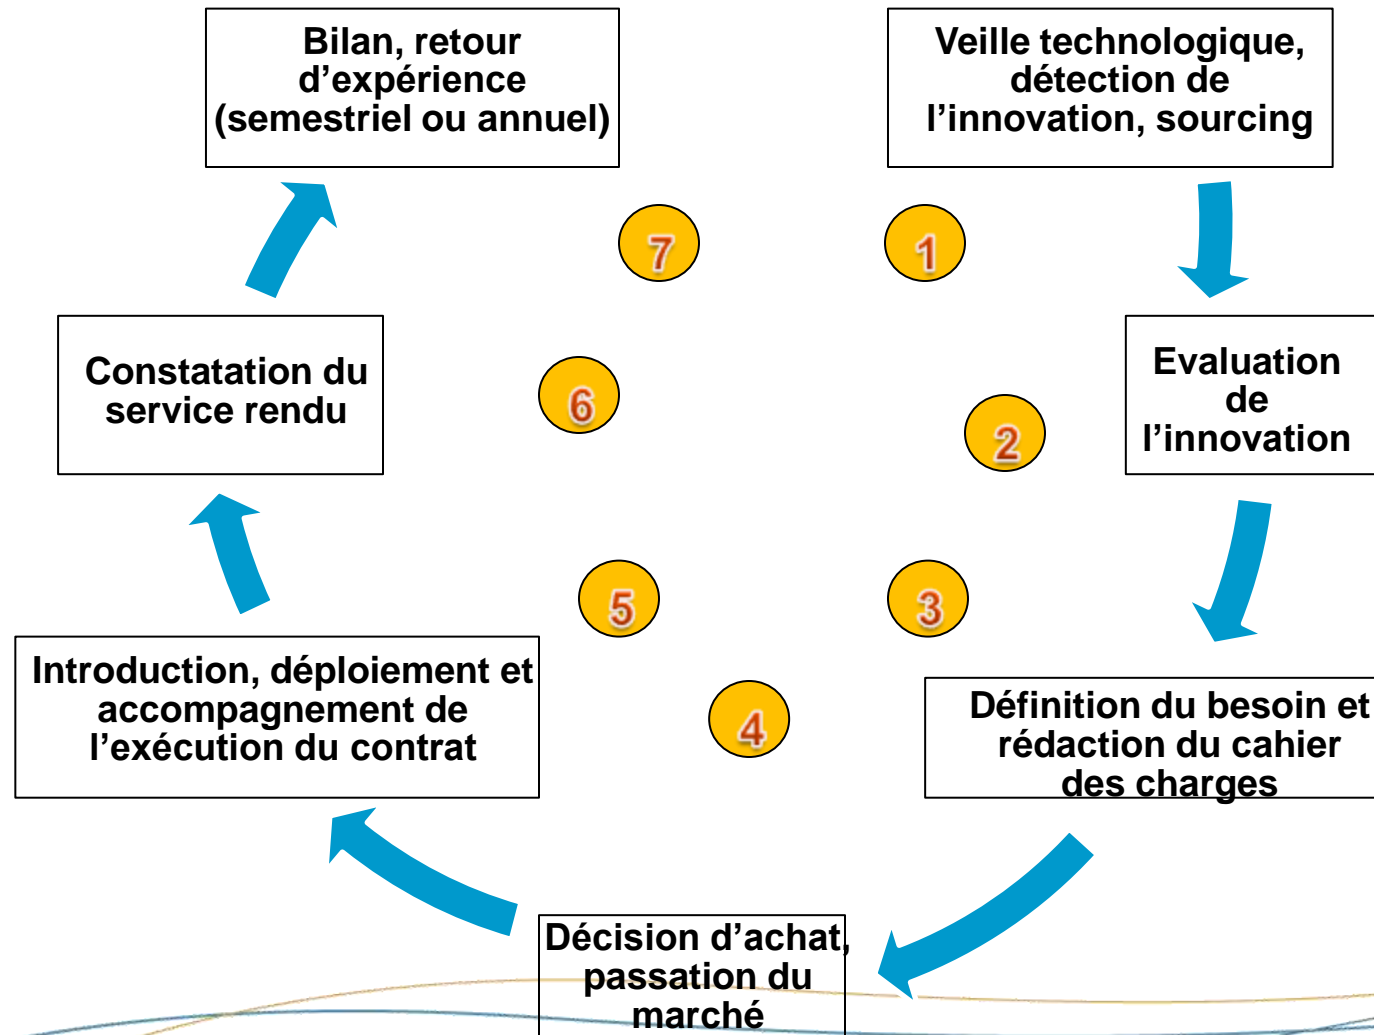 Bilan, retour
d’expérience
(semestriel ou annuel)
Veille technologique,
détection de
l’innovation, sourcing
7
1
Constatation du
service rendu
6
2
Evaluation
de
l’innovation
5
3
Introduction, déploiement et
accompagnement de
l’exécution du contrat
4
Définition du besoin et
rédaction du cahier
des charges
Décision d’achat,
passation du
marché